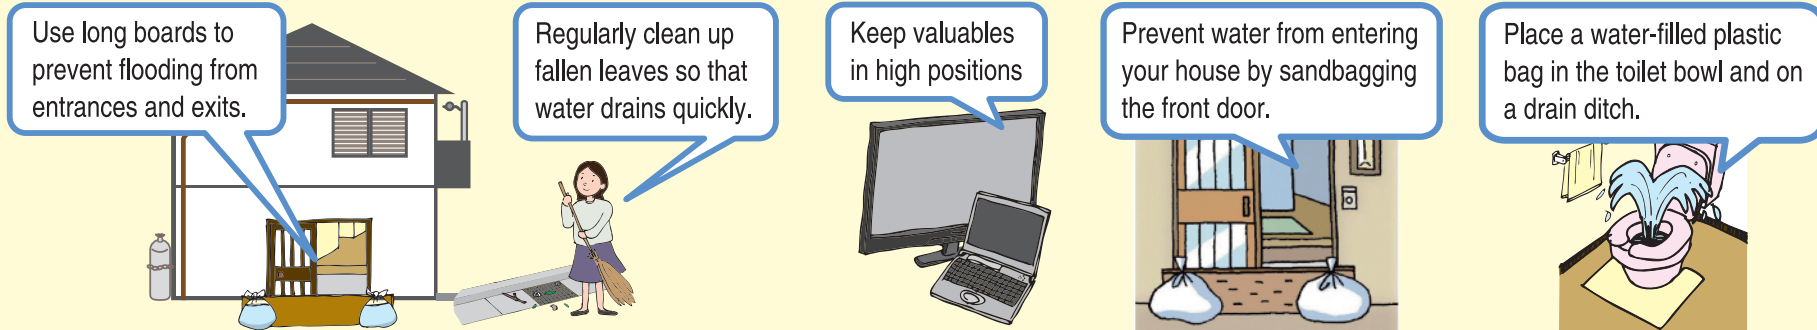 Use long boards to
prevent flooding from
entrances and exits.
Regularly clean up
fallen leaves so that
water drains quickly.
Keep valuables
in high positions
Prevent water from entering
your house by sandbagging
the front door.
Place a water-filled plastic
bag in the toilet bowl and on
a drain ditch.